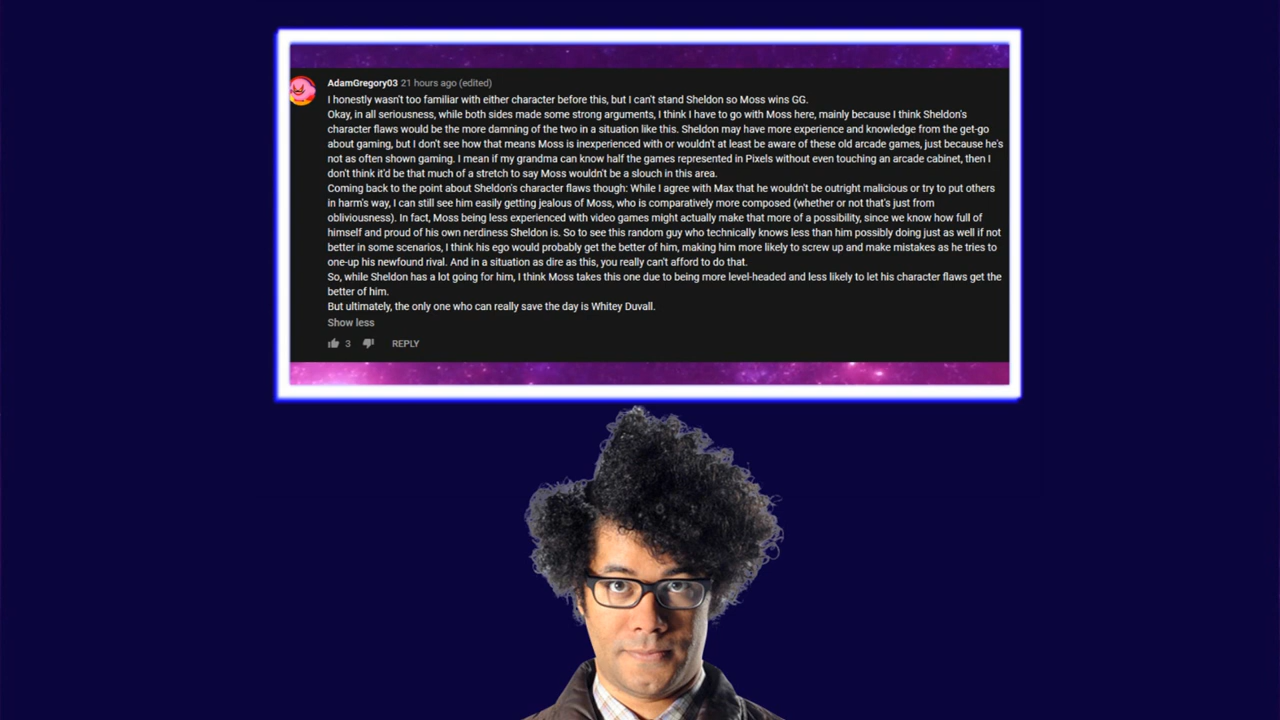 AdamGregory03 21 hours ago (edited)
I honestly wasn't too familiar with either character before this, but I can't stand Sheldon so Moss wins GG.
Okay, in all seriousness, while both sides made some strong arguments, I think I have to go with Moss here, mainly because I think Sheldon's
character flaws would be the more damning of the two in a situation like this. Sheldon may have more experience and knowledge from the get-go
about gaming, but I don't see how that means Moss is inexperienced with or wouldn't at least be aware of these old arcade games, just because he's
not as often shown gaming. I mean if my grandma can know half the games represented in Pixels without even touching an arcade cabinet, then I
don't think it'd be that much of a stretch to say Moss wouldn't be a slouch in this area.
Coming back to the point about Sheldon's character flaws though: While I agree with Max that he wouldn't be outright malicious or try to put others
in harm's way, I can still see him easily getting jealous of Moss, who is comparatively more composed (whether or not that's just from
obliviousness). In fact, Moss being less experienced with video games might actually make that more of a possibility, since we know how full of
himself and proud of his own nerdiness Sheldon is. So to see this random guy who technically knows less than him possibly doing just as well if not
better in some scenarios, I think his ego would probably get the better of him, making him more likely to screw up and make mistakes as he tries to
one-up his newfound rival. And in a situation as dire as this, you really can't afford to do that.
So, while Sheldon has a lot going for him, I think Moss takes this one due to being more level-headed and less likely to let his character flaws get the
better of him.
But ultimately, the only one who can really save the day is Whitey Duvall.
Show less
3 REPLY